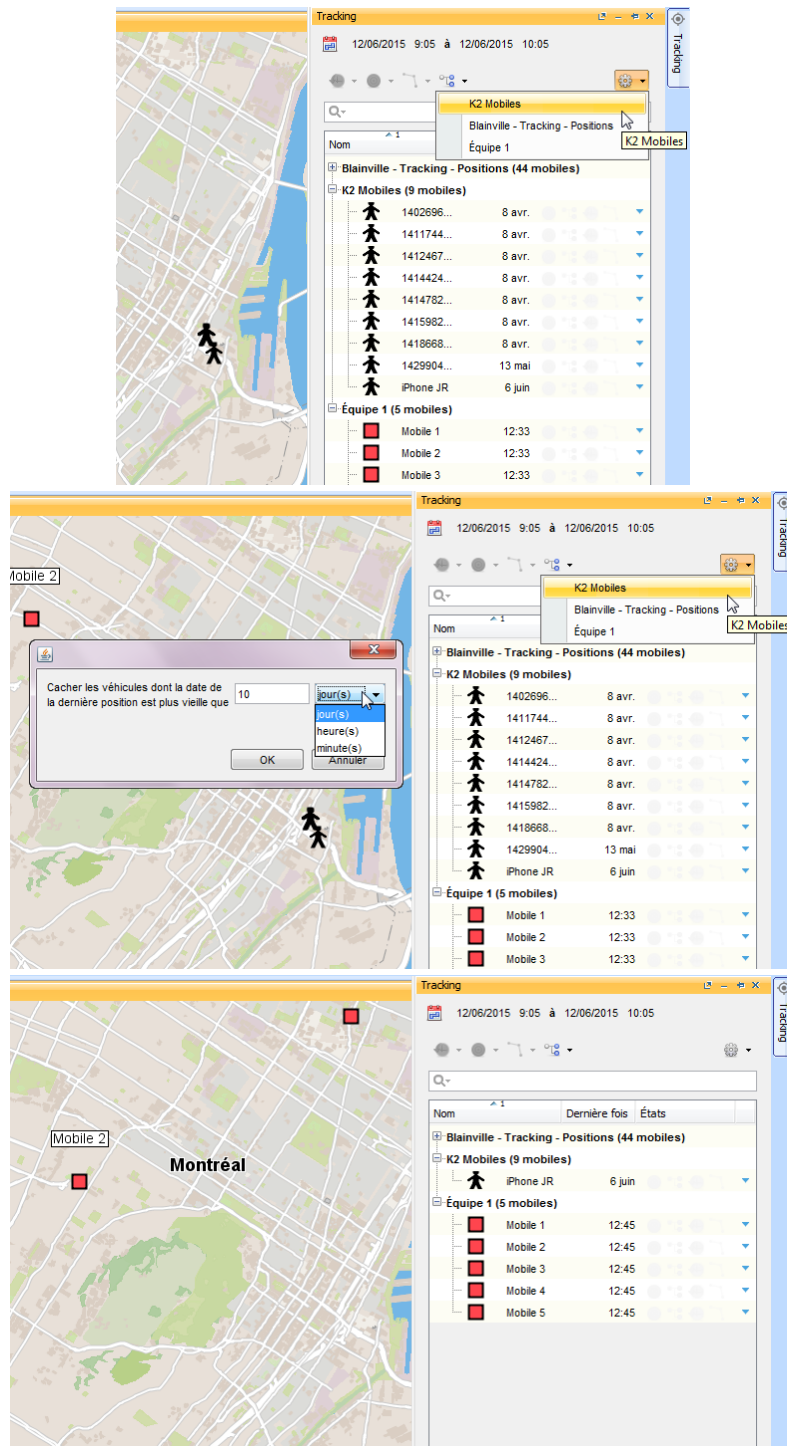 Tracking
12/06/2015 9:05 à 12/06/2015 10:05
Tracking
K2 Mobiles
Blainville - Tracking - Positions
K2 Mobiles
Équipe 1
Nom 1
Blainville - Tracking - Positions (44 mobiles)
K2 Mobiles (9 mobiles)
1402696... 8 avr.
1411744... 8 avr.
1412467... 8 avr.
1414424... 8 avr.
1414782... 8 avr.
1415982... 8 avr.
1418668... 8 avr.
1429904... 13 mai
iPhone JR 6 juin
Équipe 1 (5 mobiles)
Mobile 1 12:33
Mobile 2 12:33
Mobile 3 12:33
Tracking
12/06/2015 9:05 à 12/06/2015 10:05
Tracking
Mobile 2
K2 Mobiles
Blainville - Tracking - Positions
K2 Mobiles
Équipe 1
Nom 1
Cacher les véhicules dont la date de
la dernière position est plus vieille que
10
jour(s)
jour(s)
heure(s)
minute(s)
OK
Annuler
Blainville - Tracking - Positions (44 mobiles)
K2 Mobiles (9 mobiles)
1402696... 8 avr.
1411744... 8 avr.
1412467... 8 avr.
1414424... 8 avr.
1414782... 8 avr.
1415982... 8 avr.
1418668... 8 avr.
1429904... 13 mai
iPhone JR 6 juin
Équipe 1 (5 mobiles)
Mobile 1 12:33
Mobile 2 12:33
Mobile 3 12:33
Tracking
12/06/2015 9:05 à 12/06/2015 10:05
Tracking
Mobile 2
Montréal
Nom 1 Dernière fois États
Blainville - Tracking - Positions (44 mobiles)
K2 Mobiles (9 mobiles)
iPhone JR 6 juin
Équipe 1 (5 mobiles)
Mobile 1 12:45
Mobile 2 12:45
Mobile 3 12:45
Mobile 4 12:45
Mobile 5 12:45